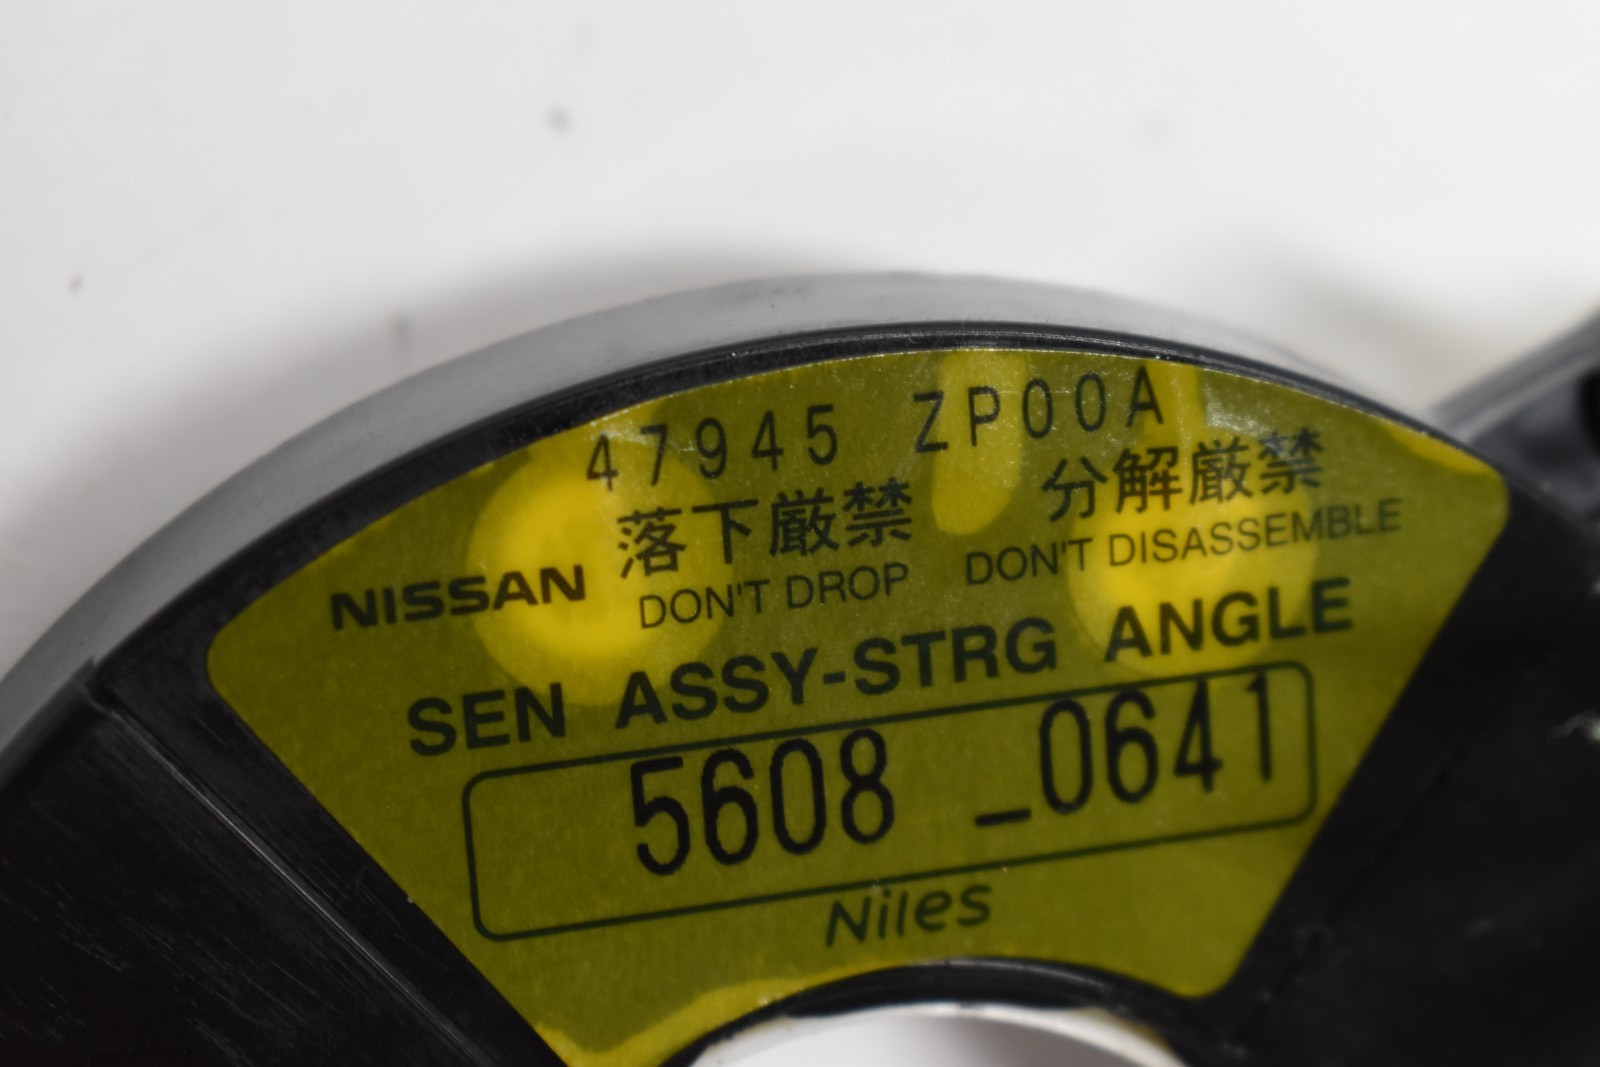 47945 ZP00A
落下厳禁 分解厳禁
NISSAN DON'T DROP DON'T DISASSEMBLE
SEN ASSY-STRG ANGLE
5608 _0641
Niles